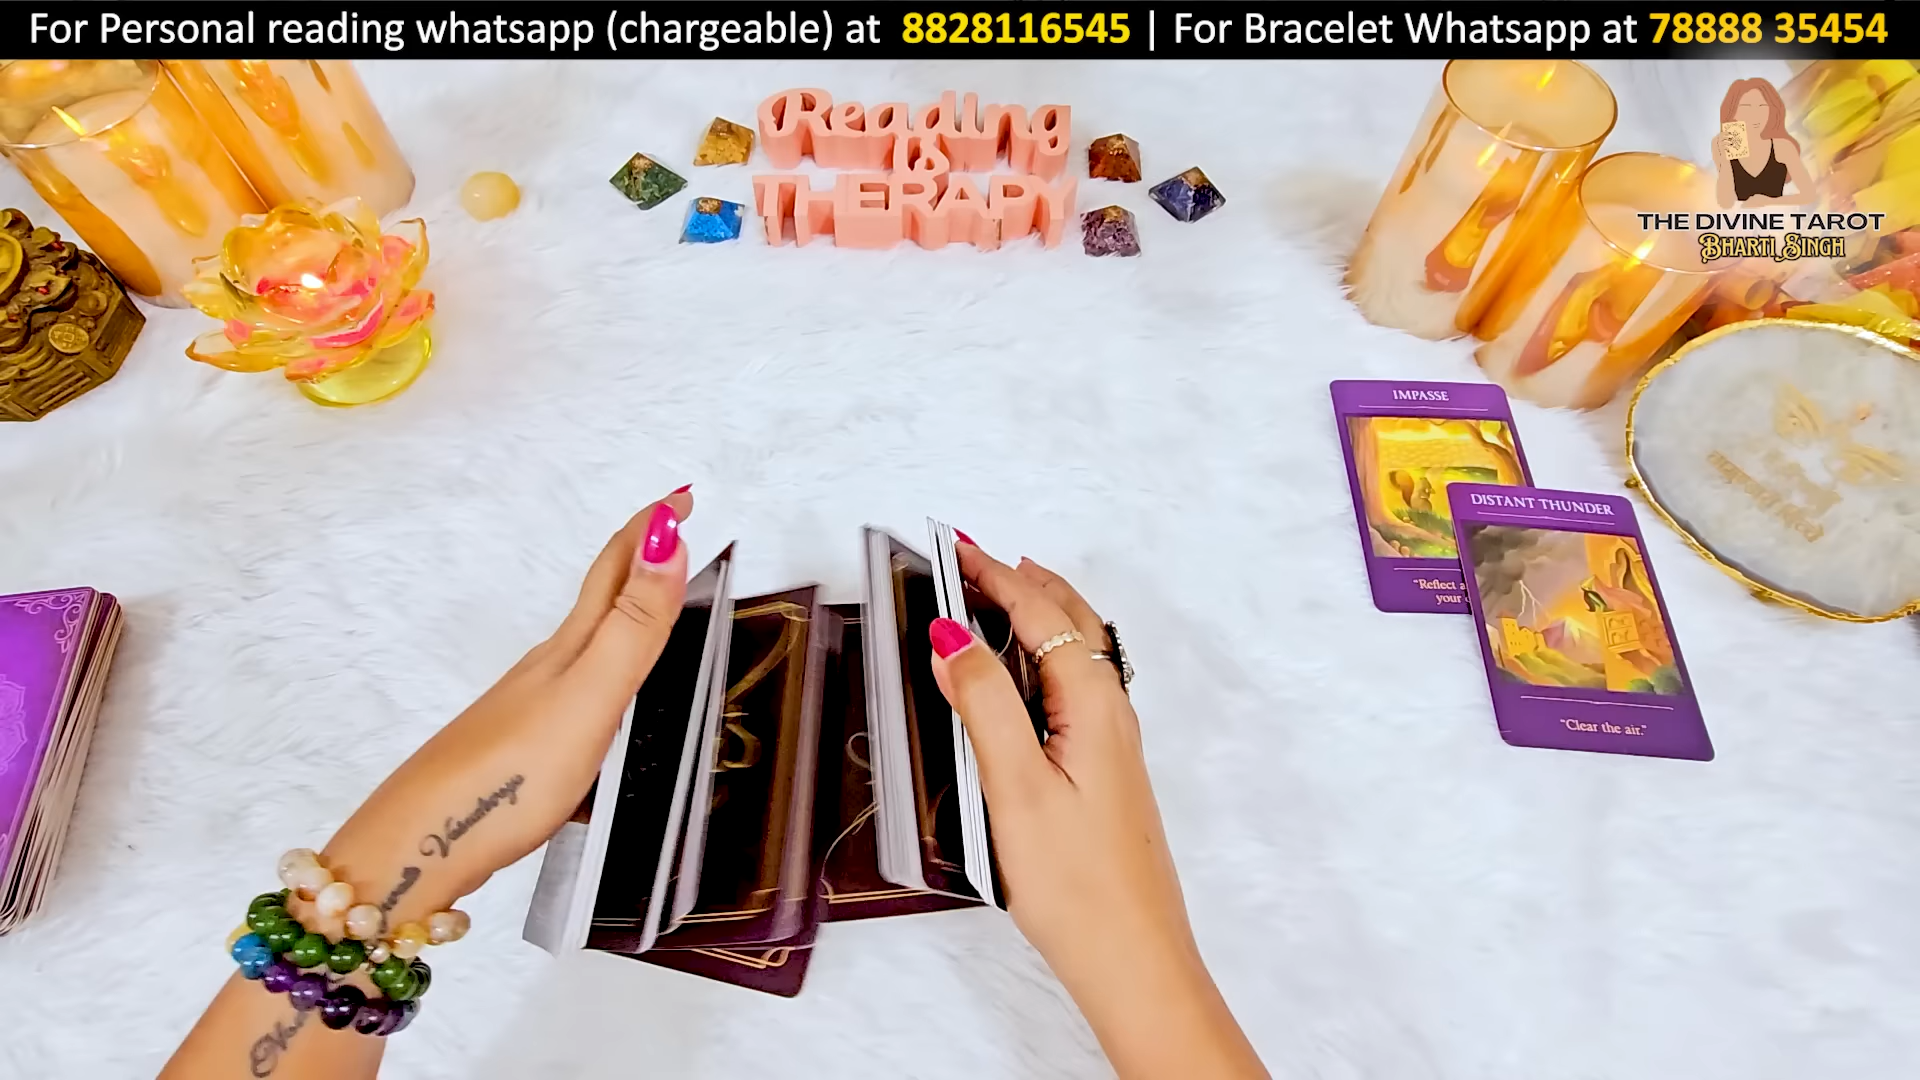 For Personal reading whatsapp (chargeable) at 8828116545 | For Bracelet Whatsapp at 78888 35454
Reading
is
THERAPY
THE DIVINE TAROT
BHARTI SINGH
IMPASSE
"Reflect
your
DISTANT THUNDER
"Clear the air."